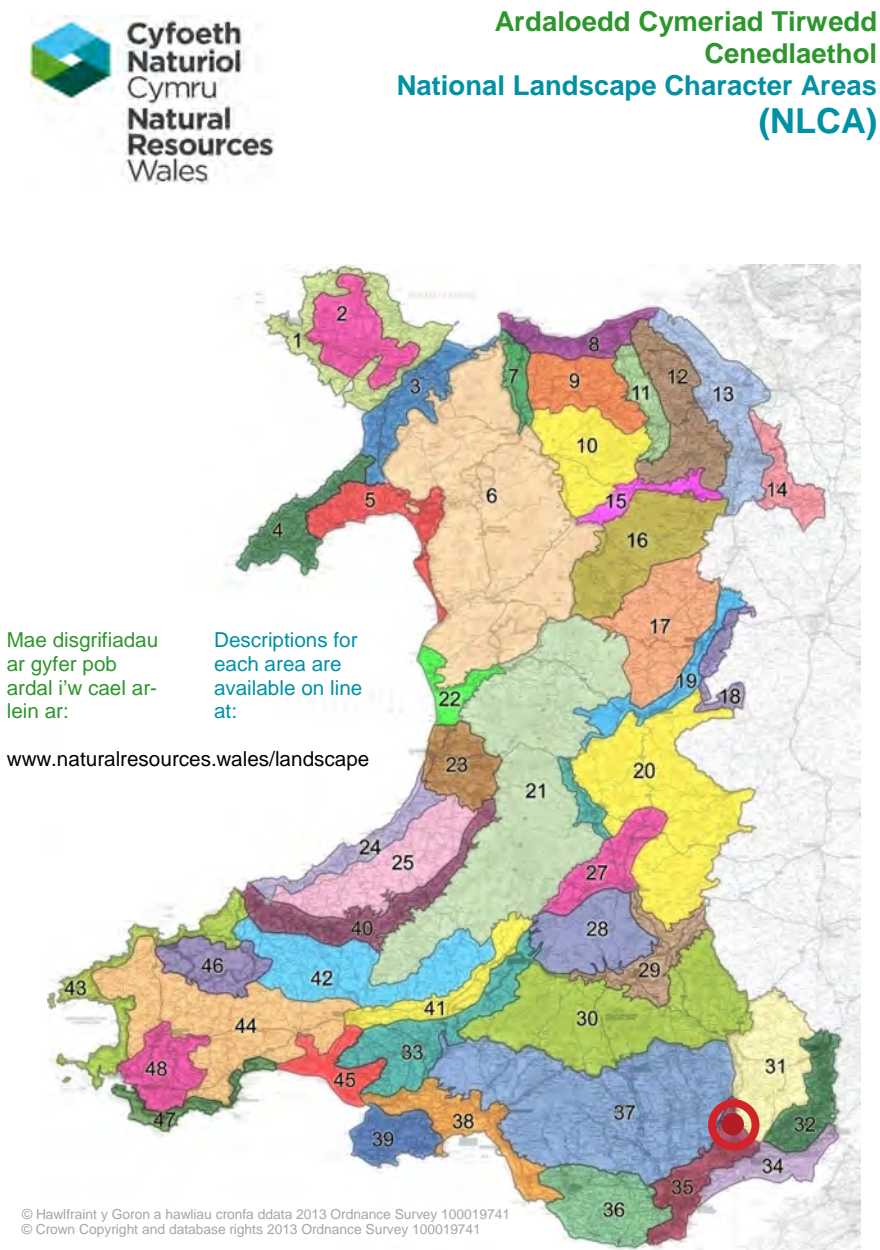 Cyfoeth
Naturiol
Cymru
Natural
Resources
Wales
Ardaloedd Cymeriad Tirwedd
Cenedlaethol
National Landscape Character Areas
(NLCA)
Mae disgrifiadau
ar gyfer pob
ardal i'w cael ar-
lein ar:
Descriptions for
each area are
available on line
at:
www.naturalresources.wales/landscape
1
2
3
4
5
6
7
8
9
10
11
12
13
14
15
16
17
18
19
20
21
22
23
24
25
27
28
29
30
31
32
33
34
35
36
37
38
39
40
41
42
43
44
45
46
47
48
© Hawlfraint y Goron a hawliau cronfa ddata 2013 Ordnance Survey 100019741
© Crown Copyright and database rights 2013 Ordnance Survey 100019741